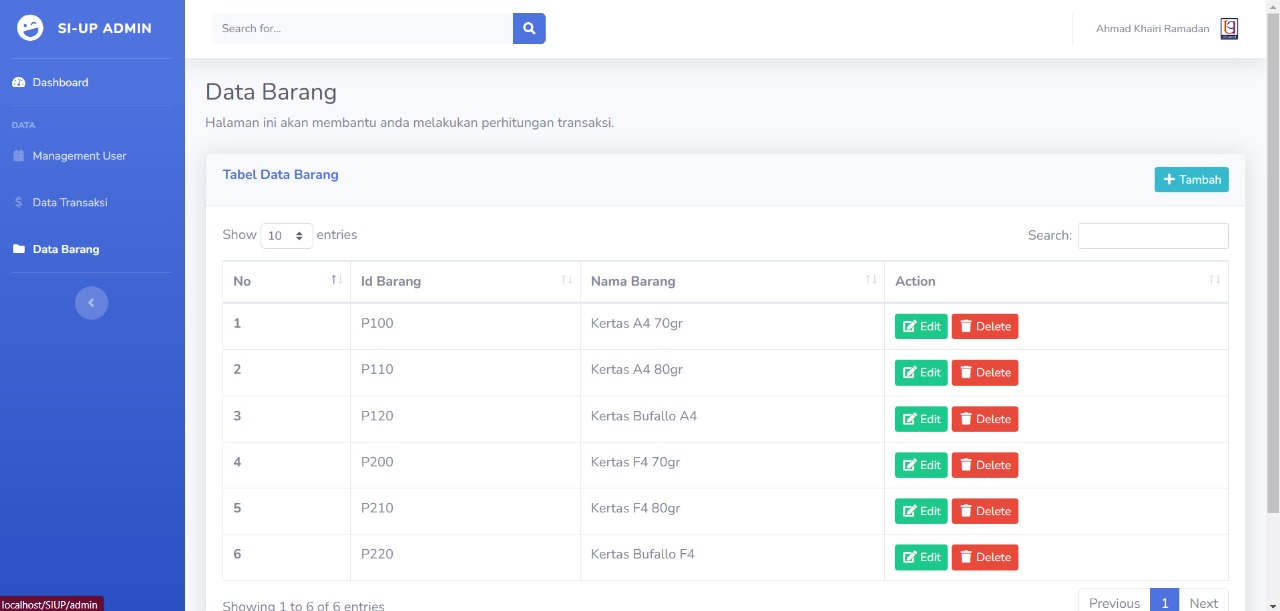 SI-UP ADMIN
Search for...
Ahmad Khairi Ramadan
Dashboard
DATA
Management User
Data Transaksi
Data Barang
Data Barang
Halaman ini akan membantu anda melakukan perhitungan transaksi.
Tabel Data Barang
Tambah
Show 10 entries
Search:
No Id Barang Nama Barang Action
1 P100 Kertas A4 70gr Edit Delete
2 P110 Kertas A4 80gr Edit Delete
3 P120 Kertas Bufallo A4 Edit Delete
4 P200 Kertas F4 70gr Edit Delete
5 P210 Kertas F4 80gr Edit Delete
6 P220 Kertas Bufallo F4 Edit Delete
Showing 1 to 6 of 6 entries
Previous 1 Next
localhost/SIUP/admin